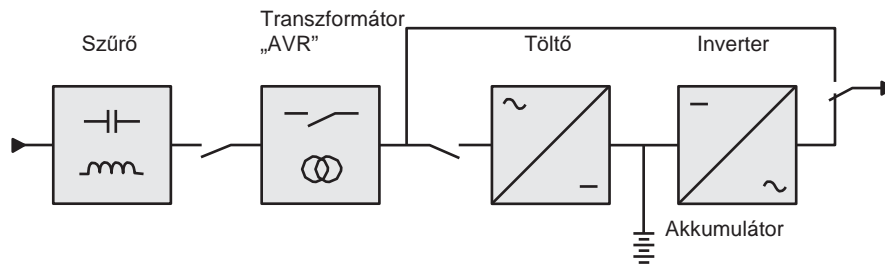 Szűrő
Transzformátor
„AVR”
Töltő
Inverter
Akkumulátor